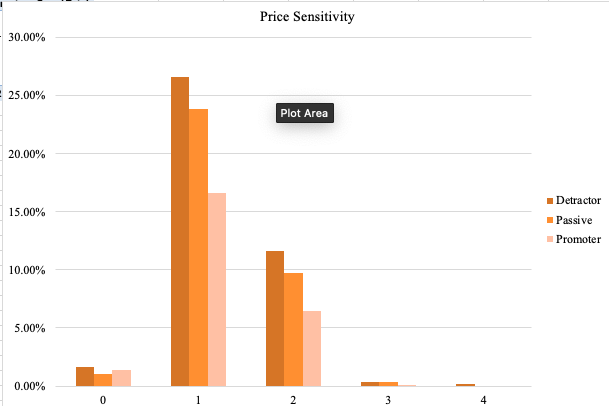 Price Sensitivity
30.00%
25.00%
Plot Area
20.00%
15.00%
Detractor
Passive
Promoter
10.00%
5.00%
0.00%
0 1 2 3 4